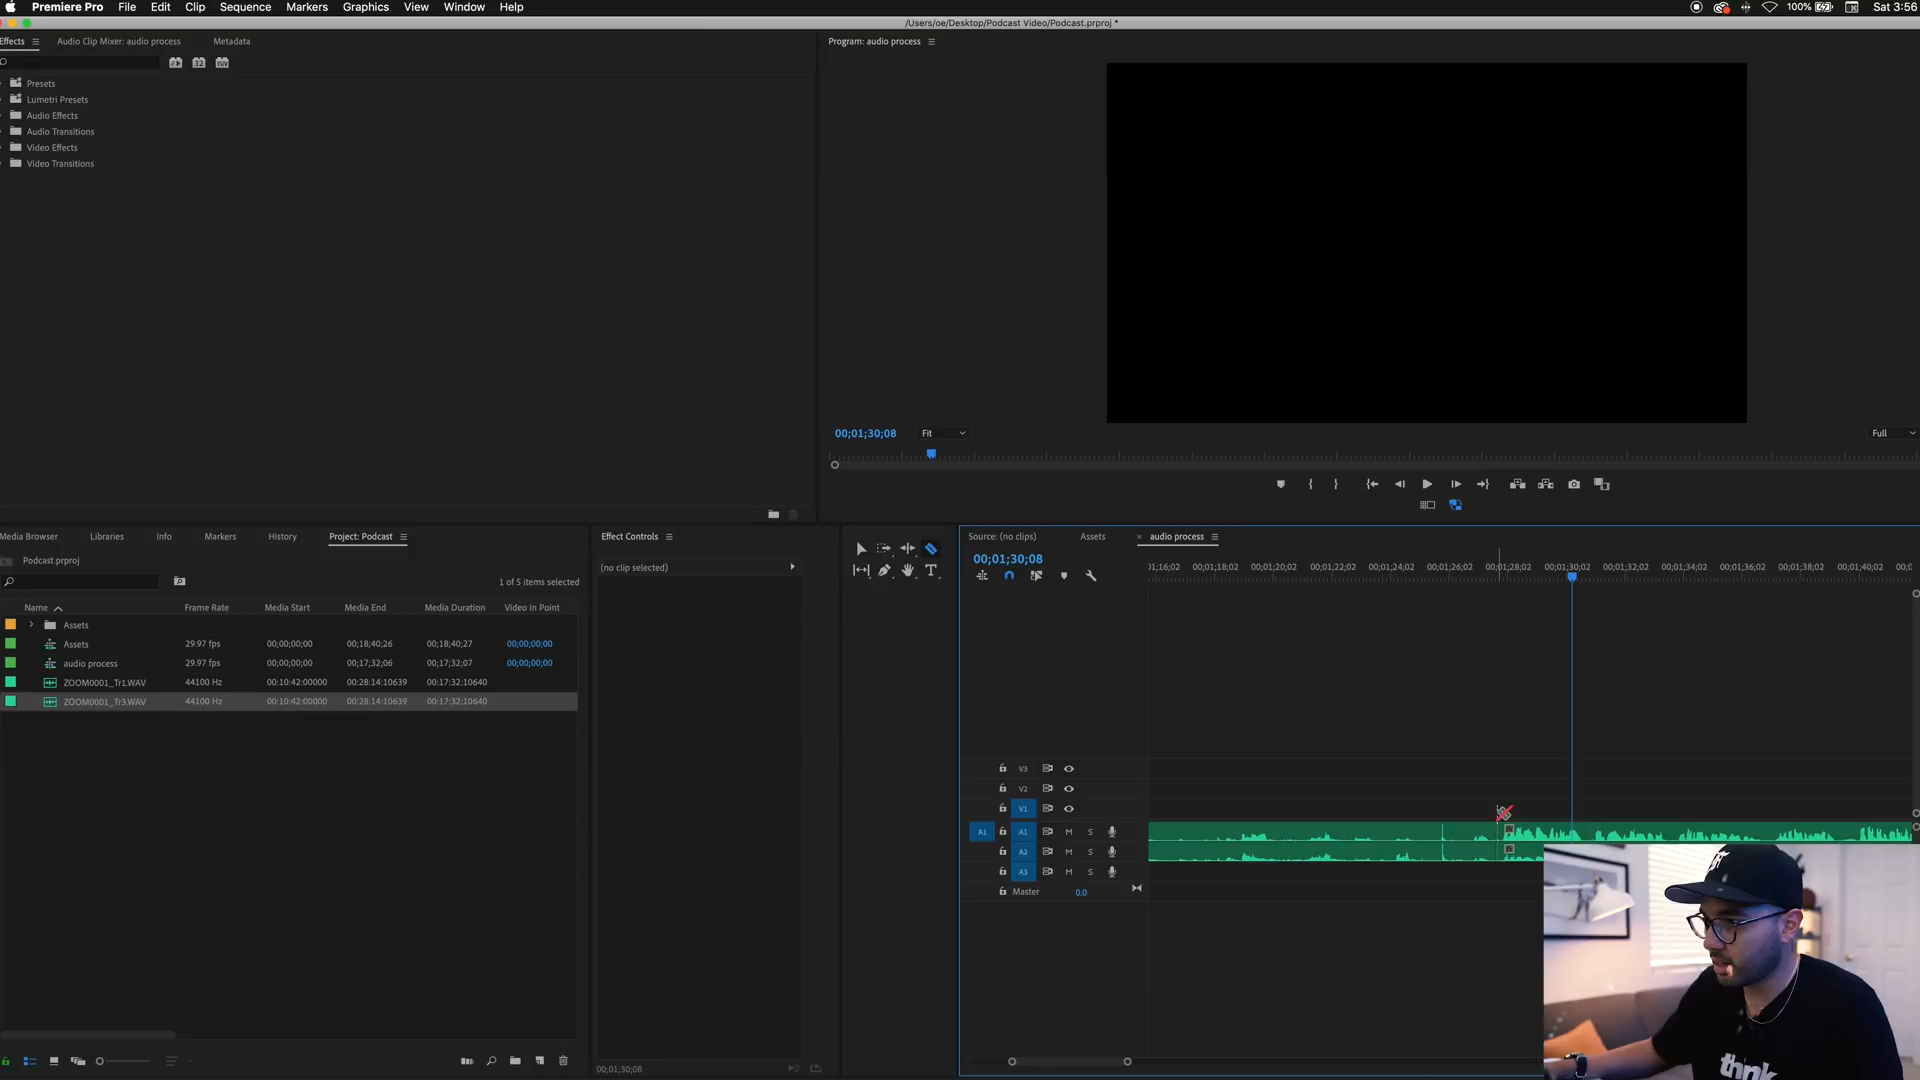 Premiere Pro File Edit Clip Sequence Markers Graphics View Window Help 100% Sat 3:56
/Users/oe/Desktop/Podcast Video/Podcast.prproj *
Effects Audio Clip Mixer: audio process Metadata
Program: audio process
32 YUV
Presets
Lumetri Presets
Audio Effects
Audio Transitions
Video Effects
Video Transitions
00;01;30;08 Fit Full
Media Browser Libraries Info Markers History Project: Podcast
Podcast.prproj
1 of 5 items selected
Name Frame Rate Media Start Media End Media Duration Video In Point
Assets
Assets 29.97 fps 00;00;00;00 00;18;40;26 00;18;40;27 00;00;00;00
audio process 29.97 fps 00;00;00;00 00;17;32;06 00;17;32;07 00;00;00;00
ZOOM0001_Tr1.WAV 44100 Hz 00:10:42:00000 00:28:14:10639 00:17:32:10640
ZOOM0001_Tr3.WAV 44100 Hz 00:10:42:00000 00:28:14:10639 00:17:32:10640
Effect Controls
(no clip selected)
00;01;30;08
T
Source: (no clips) Assets × audio process
00;01;30;08
01;16;02 00;01;18;02 00;01;20;02 00;01;22;02 00;01;24;02 00;01;26;02 00;01;28;02 00;01;30;02 00;01;32;02 00;01;34;02 00;01;36;02 00;01;38;02 00;01;40;02 00;0
V3
V2
V1
A1 A1 M S
A2 M S
A3 M S
Master 0.0
think